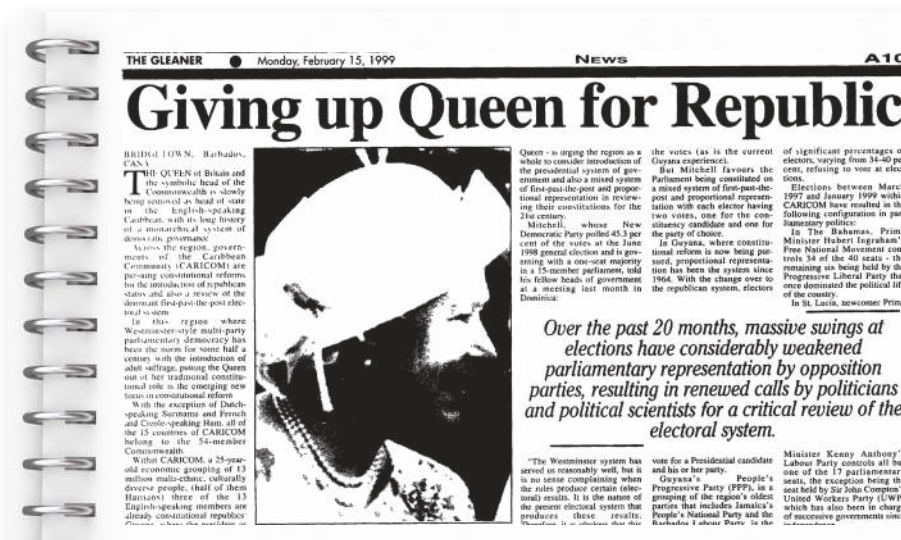 THE GLEANER ● Monday, February 15, 1999 NEWS A10
Giving up Queen for Republic
BRIDGETOWN, Barbados,
CANA
THE QUEEN of Britain and
the symbolic head of the
Commonwealth is slowly
being removed as head of state
in the English-speaking
Caribbean, with its long history
of a monarchical system of
democratic governance
Across the region, govern-
ments of the Caribbean
Community (CARICOM) are
pursuing constitutional reforms
for the introduction of republican
status and also a review of the
dominant first-past-the-post elec-
toral system
In this region where
Westminster-style multi-party
parliamentary democracy has
been the norm for some half a
century with the introduction of
adult suffrage, putting the Queen
out of her traditional constitu-
tional role is the emerging new
focus in constitutional reform
With the exception of Dutch-
speaking Suriname and French
and Creole-speaking Haiti, all of
the 15 countries of CARICOM
belong to the 54-member
Commonwealth.
Within CARICOM, a 25-year-
old economic grouping of 13
million multi-ethnic, culturally
diverse people, (half of them
Haitians) three of the 13
English-speaking members are
already constitutional republics
Queen - is urging the region as a
whole to consider introduction of
the presidential system of gov-
ernment and also a mixed system
of first-past-the-post and propor-
tional representation in review-
ing their constitutions for the
21st century.
Mitchell, whose New
Democratic Party polled 45.3 per
cent of the votes at the June
1998 general election and is gov-
erning with a one-seat majority
in a 15-member parliament, told
his fellow heads of government
at a meeting last month in
Dominica:
the votes (as is the current
Guyana experience).
But Mitchell favours the
Parliament being constituted on
a mixed system of first-past-the-
post and proportional represen-
tation with each elector having
two votes, one for the con-
stituency candidate and one for
the party of choice.
In Guyana, where constitu-
tional reform is now being pur-
sued, proportional representa-
tion has been the system since
1964. With the change over to
the republican system, electors
of significant percentages o
electors, varying from 34-40 pe
cent, refusing to vote at elec
tions.
Elections between Marc
1997 and January 1999 withi
CARICOM have resulted in th
following configuration in par
liamentary politics:
In The Bahamas, Prim
Minister Hubert Ingraham'
Free National Movement con
trols 34 of the 40 seats - th
remaining six being held by th
Progressive Liberal Party tha
once dominated the political lif
of the country.
In St. Lucia, newcomer Prim
Over the past 20 months, massive swings at
elections have considerably weakened
parliamentary representation by opposition
parties, resulting in renewed calls by politicians
and political scientists for a critical review of the
electoral system.
"The Westminster system has
served us reasonably well, but it
is no sense complaining when
the rules produce certain (elec-
toral) results. It is the nature of
the present electoral system that
produces these results.
Therefore, it is obvious that this
vote for a Presidential candidate
and his or her party.
Guyana's People's
Progressive Party (PPP), in a
grouping of the region's oldest
parties that includes Jamaica's
People's National Party and the
Barbados Labour Party, is the
Minister Kenny Anthony'
Labour Party controls all bu
one of the 17 parliamentar
seats, the exception being th
seat held by Sir John Compton'
United Workers Party (UWP
which has also been in charg
of successive governments sinc
independence